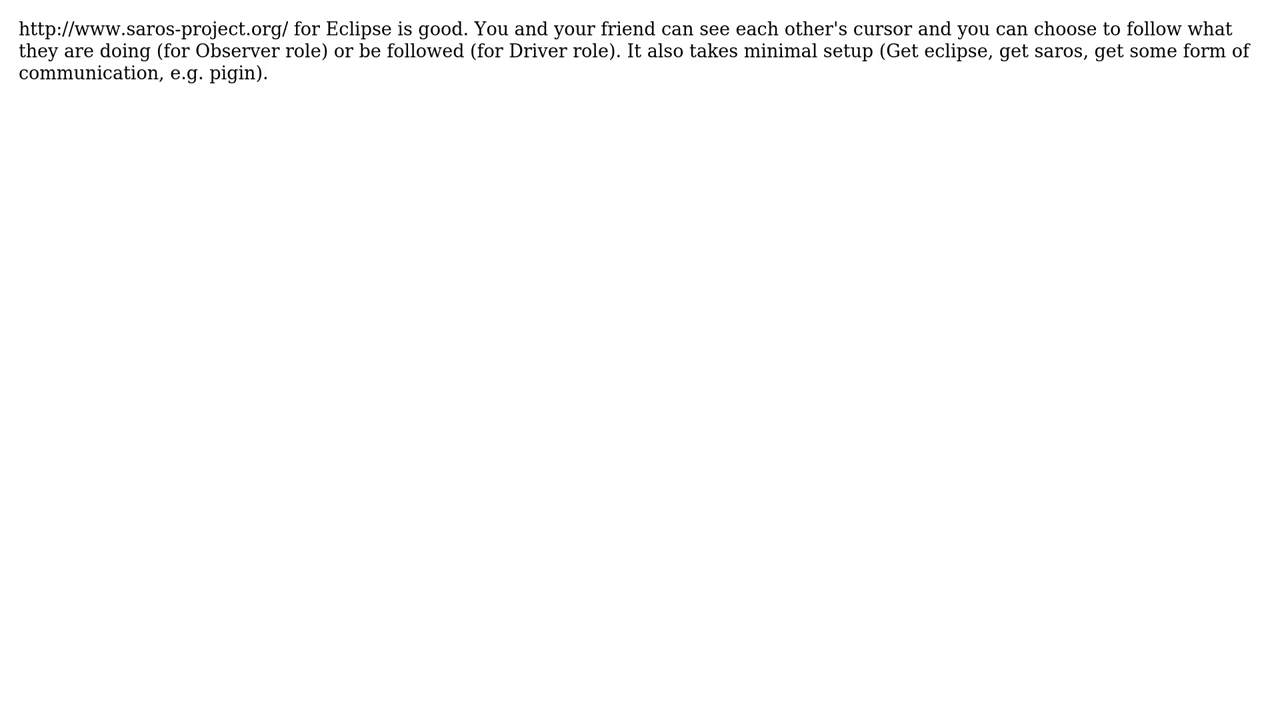 http://www.saros-project.org/ for Eclipse is good. You and your friend can see each other's cursor and you can choose to follow what
they are doing (for Observer role) or be followed (for Driver role). It also takes minimal setup (Get eclipse, get saros, get some form of
communication, e.g. pigin).